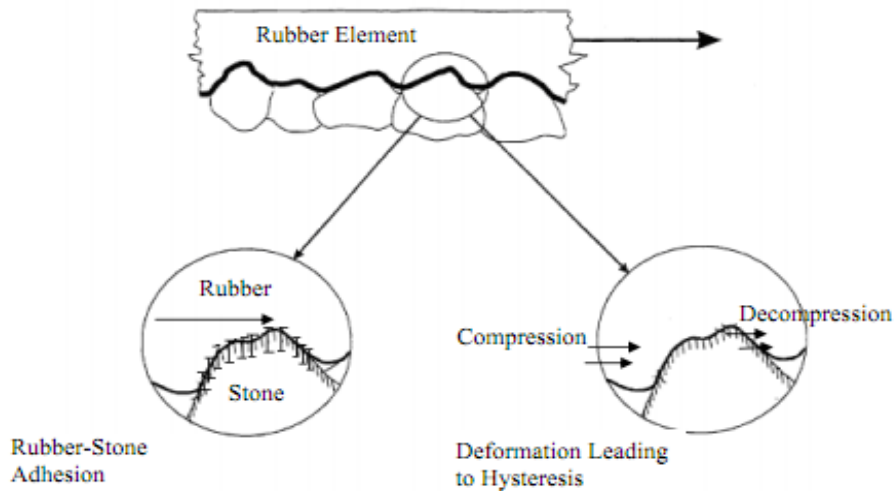 Rubber Element
Rubber
Stone
Rubber-Stone
Adhesion
Compression
Decompression
Deformation Leading
to Hysteresis